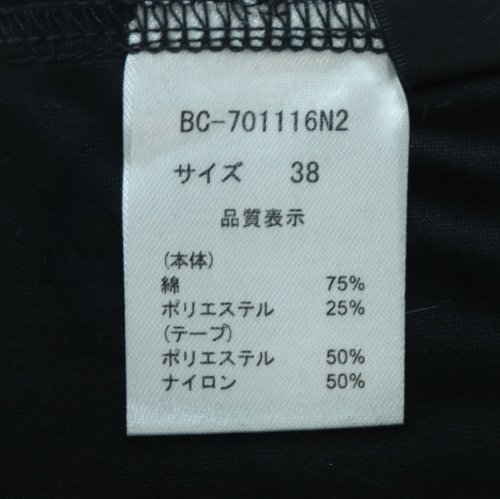 BC-701116N2
サイズ 38
品質表示
(本体)
綿 75%
ポリエステル 25%
(テープ)
ポリエステル 50%
ナイロン 50%